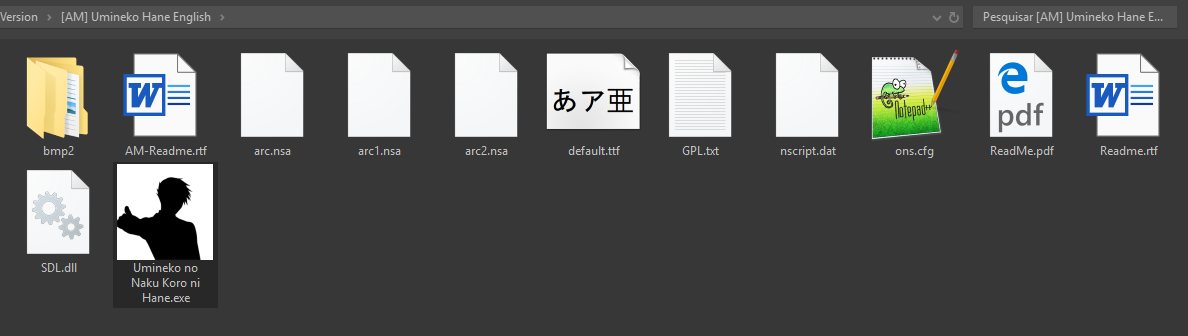 Version > [AM] Umineko Hane English >
Pesquisar [AM] Umineko Hane E...
あア亜
Notepad++
pdf
W
W
bmp2
AM-Readme.rtf
arc.nsa
arc1.nsa
arc2.nsa
default.ttf
GPL.txt
nscript.dat
ons.cfg
ReadMe.pdf
Readme.rtf
SDL.dll
Umineko no
Naku Koro ni
Hane.exe